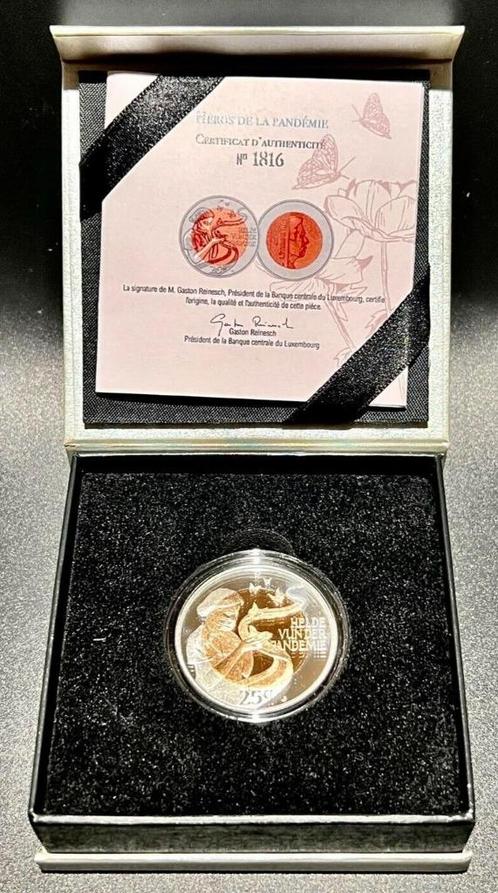 HÉROS DE LA PANDÉMIE
CERTIFICAT D'AUTHENTICITÉ
No 1816
La signature de M. Gaston Reinesch, Président de la Banque centrale du Luxembourg, certifie
l'origine, la qualité et l'authenticité de cette pièce.
Gaston Reinesch
Gaston Reinesch
Président de la Banque centrale du Luxembourg
HELDE
VUN DER
PANDEMIE
25€